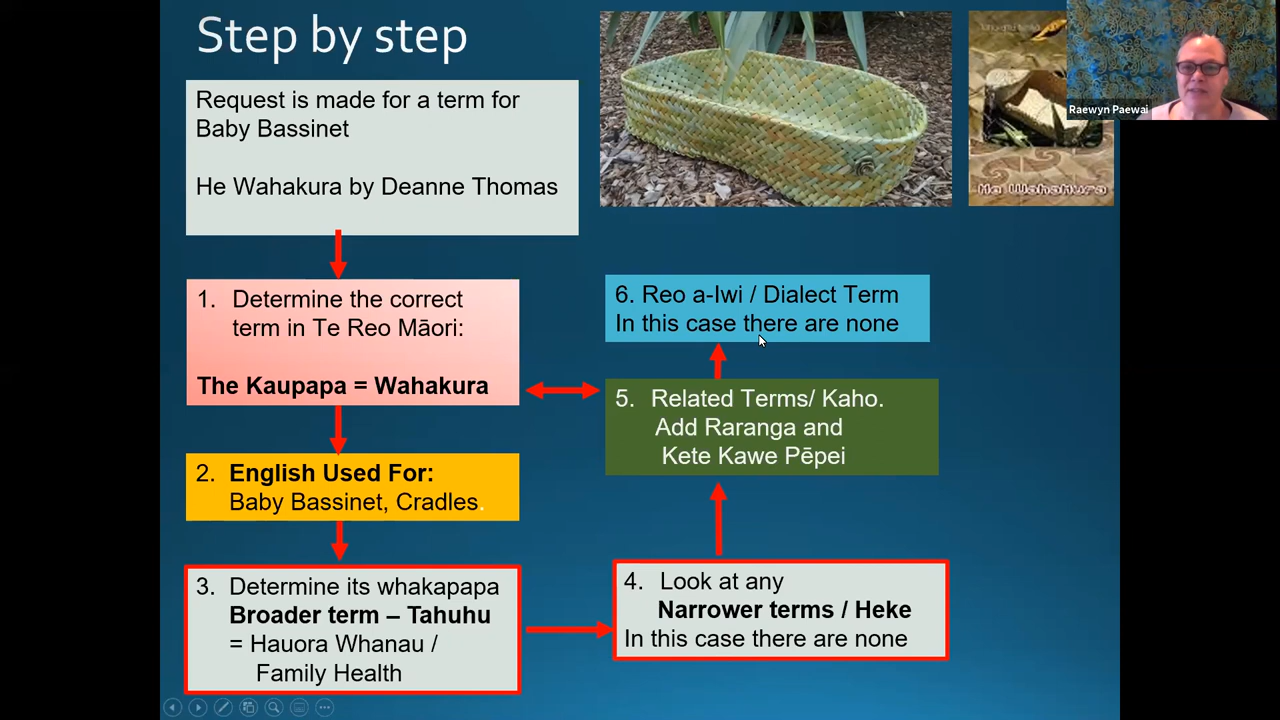 Step by step
Request is made for a term for
Baby Bassinet
He Wahakura by Deanne Thomas
1. Determine the correct
term in Te Reo Māori:
The Kaupapa = Wahakura
2. English Used For:
Baby Bassinet, Cradles.
3. Determine its whakapapa
Broader term – Tahuhu
= Hauora Whanau /
Family Health
4. Look at any
Narrower terms / Heke
In this case there are none
5. Related Terms/ Kaho.
Add Raranga and
Kete Kawe Pēpei
6. Reo a-Iwi / Dialect Term
In this case there are none
He Wahakura
Raewyn Paewai